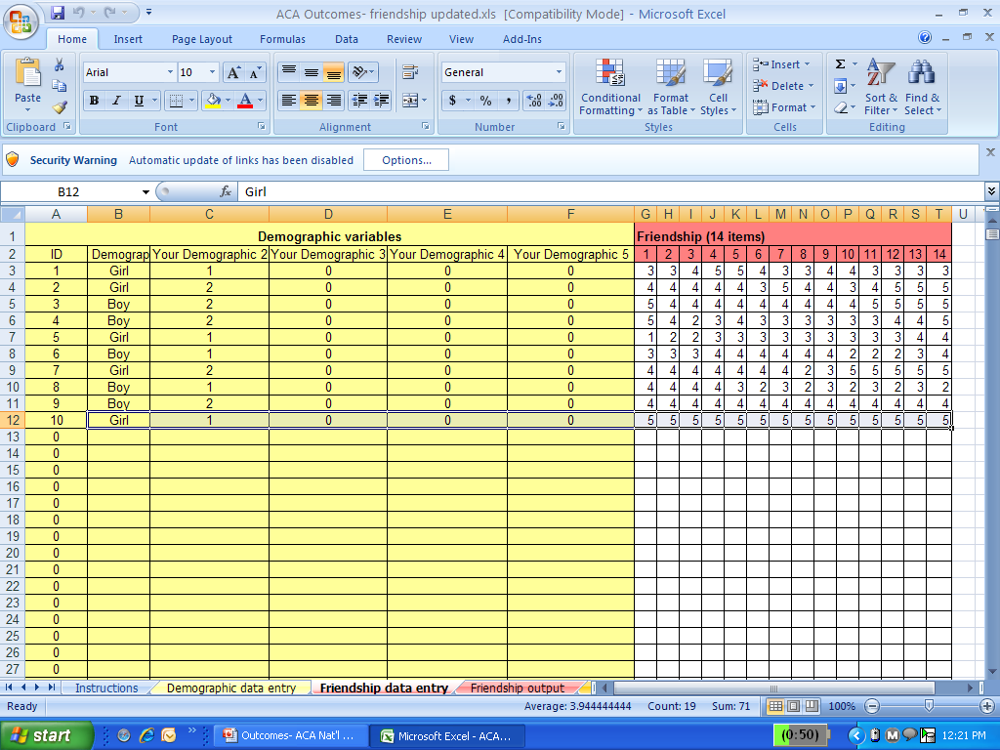 ACA Outcomes- friendship updated.xls [Compatibility Mode] - Microsoft Excel
Home Insert Page Layout Formulas Data Review View Add-Ins
Paste Arial 10 General Conditional Formatting Format as Table Cell Styles Insert Delete Format Sort & Filter Find & Select
B I U $ % ,
Clipboard Font Alignment Number Styles Cells Editing
Security Warning Automatic update of links has been disabled Options...
B12 fx Girl
A B C D E F G H I J K L M N O P Q R S T U
1 Demographic variables Friendship (14 items)
2 ID Demograp Your Demographic 2 Your Demographic 3 Your Demographic 4 Your Demographic 5 1 2 3 4 5 6 7 8 9 10 11 12 13 14
3 1 Girl 1 0 0 0 3 3 4 5 5 4 3 3 4 4 3 3 3 3
4 2 Girl 2 0 0 0 4 4 4 4 4 3 5 4 4 3 4 5 5 5
5 3 Boy 2 0 0 0 5 4 4 4 4 4 4 4 4 4 5 5 5 5
6 4 Boy 2 0 0 0 5 4 2 3 4 3 3 3 3 3 3 4 4 5
7 5 Girl 1 0 0 0 1 2 2 3 3 3 3 3 3 3 3 3 4 4
8 6 Boy 1 0 0 0 3 3 3 4 4 4 4 4 4 2 2 2 3 4
9 7 Girl 2 0 0 0 4 4 4 4 4 4 4 2 3 5 5 5 5 5
10 8 Boy 1 0 0 0 4 4 4 4 3 2 3 2 3 2 3 2 3 2
11 9 Boy 2 0 0 0 4 4 4 4 4 4 4 4 4 4 4 4 4 4
12 10 Girl 1 0 0 0 5 5 5 5 5 5 5 5 5 5 5 5 5 5
13 0
14 0
15 0
16 0
17 0
18 0
19 0
20 0
21 0
22 0
23 0
24 0
25 0
26 0
27 0
Instructions Demographic data entry Friendship data entry Friendship output
Ready Average: 3.944444444 Count: 19 Sum: 71 100%
start Outcomes- ACA Nat'l ... Microsoft Excel - ACA... (0:50) 12:21 PM